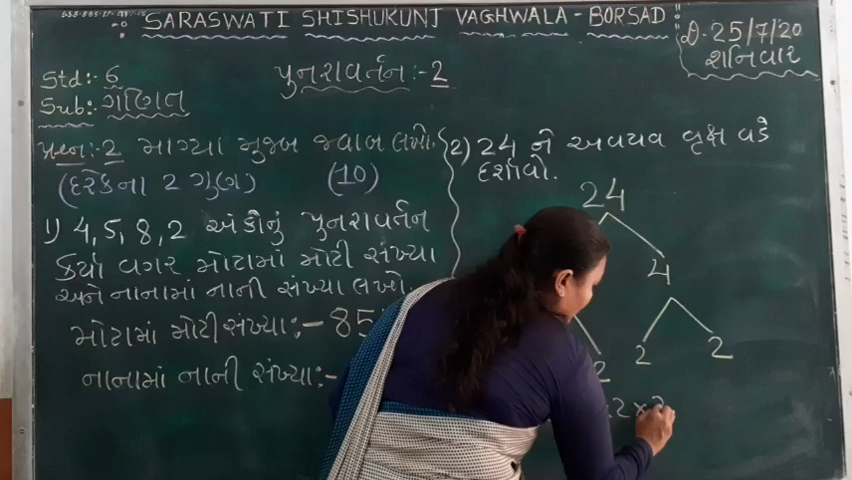 SARASWATI SHISHUKUNJ VAGHWALA - BORSAD
તા. 25/7/20
શનિવાર
Std:- 6
Sub:- ગણિત
પુનરાવર્તન:- 2
પ્રશ્ન:-2 માગ્યા મુજબ જવાબ લખો.
(દરેકના 2 ગુણ) (10)
1) 4, 5, 8, 2 અંકોનું પુનરાવર્તન
કર્યા વગર મોટામાં મોટી સંખ્યા
અને નાનામાં નાની સંખ્યા લખો.
મોટામાં મોટી સંખ્યા:- 85
નાનામાં નાની સંખ્યા:-
2) 24 ને અવયવ વૃક્ષ વડે
દર્શાવો.
24
4
2 2
2
2 x 2